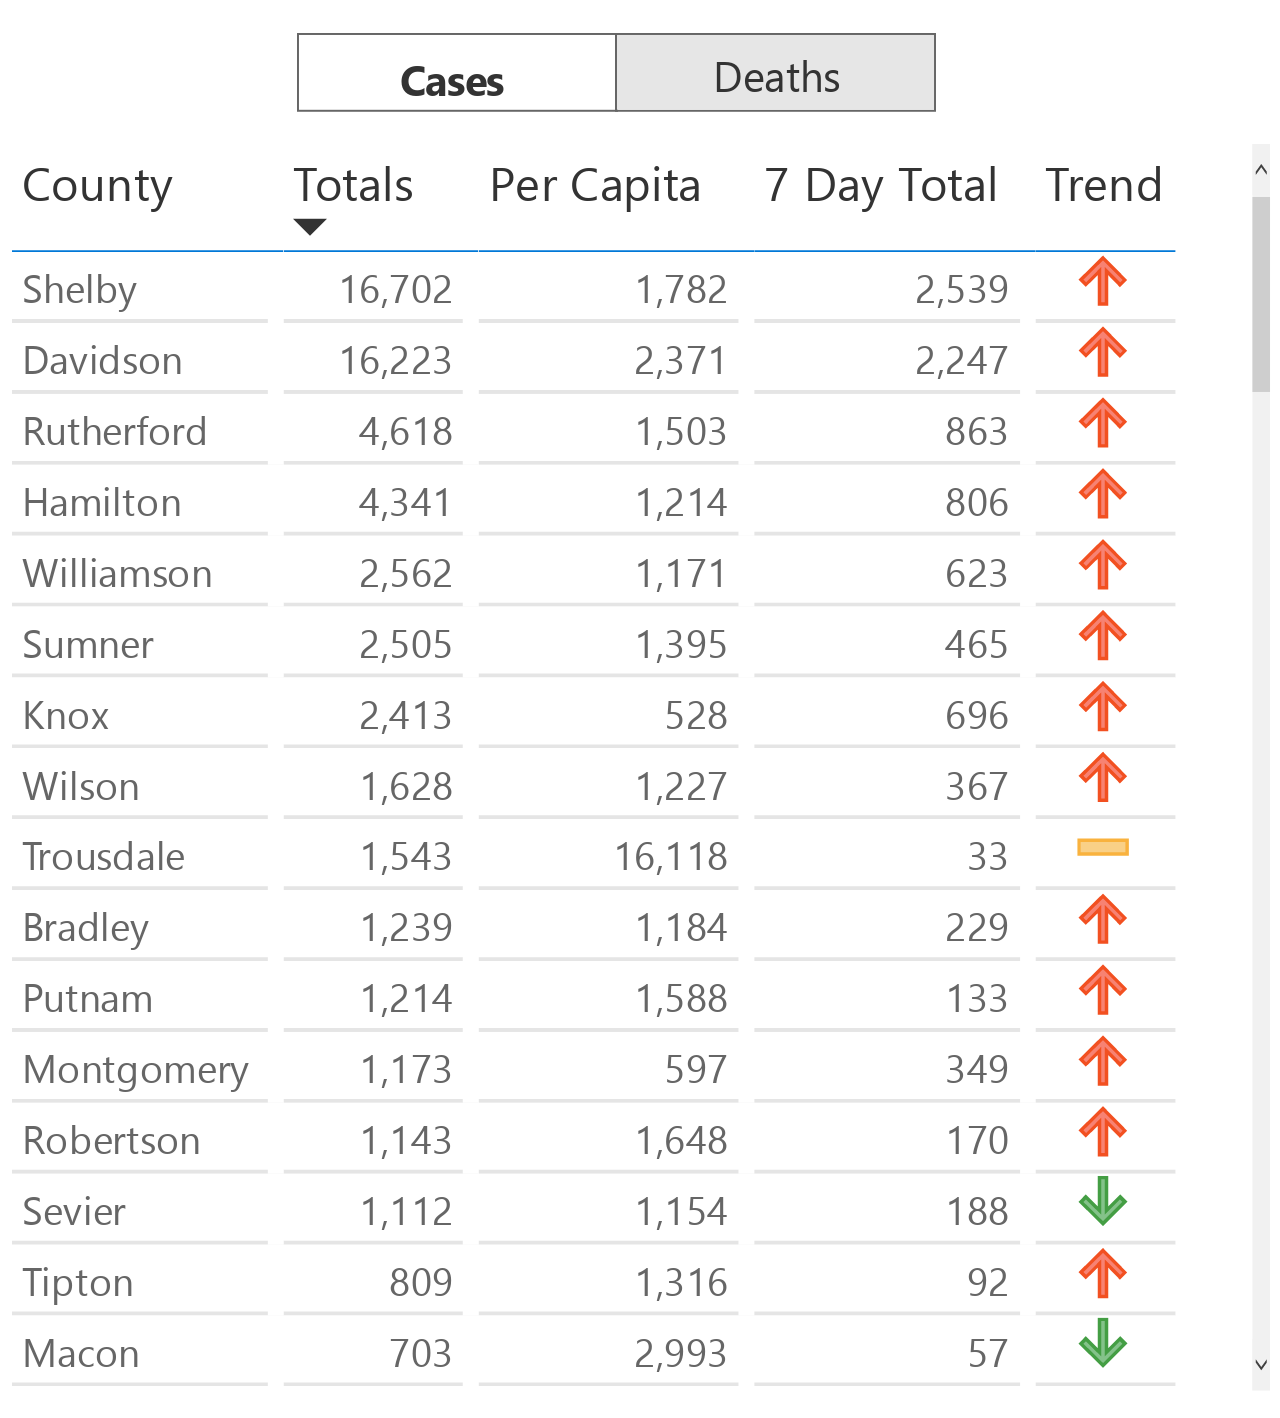 Cases Deaths
County Totals Per Capita 7 Day Total Trend
Shelby 16,702 1,782 2,539
Davidson 16,223 2,371 2,247
Rutherford 4,618 1,503 863
Hamilton 4,341 1,214 806
Williamson 2,562 1,171 623
Sumner 2,505 1,395 465
Knox 2,413 528 696
Wilson 1,628 1,227 367
Trousdale 1,543 16,118 33
Bradley 1,239 1,184 229
Putnam 1,214 1,588 133
Montgomery 1,173 597 349
Robertson 1,143 1,648 170
Sevier 1,112 1,154 188
Tipton 809 1,316 92
Macon 703 2,993 57